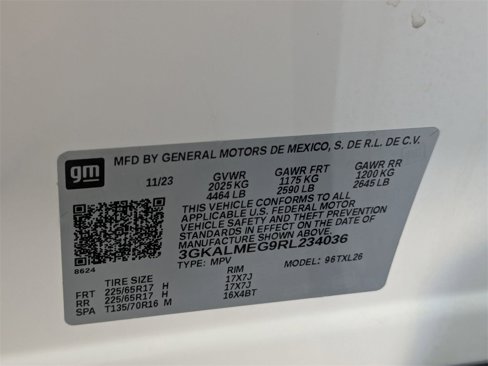 gm
MFD BY GENERAL MOTORS DE MEXICO, S. DE R.L. DE C.V.
11/23 GVWR GAWR FRT GAWR RR
2025 KG 1175 KG 1200 KG
4464 LB 2590 LB 2645 LB
THIS VEHICLE CONFORMS TO ALL
APPLICABLE U.S. FEDERAL MOTOR
VEHICLE SAFETY AND THEFT PREVENTION
STANDARDS IN EFFECT ON THE DATE OF
MANUFACTURE SHOWN ABOVE.
3GKALMEG9RL234036
8624 TYPE: MPV MODEL: 96TXL26
TIRE SIZE RIM
FRT 225/65R17 H 17X7J
RR 225/65R17 H 17X7J
SPA T135/70R16 M 16X4BT